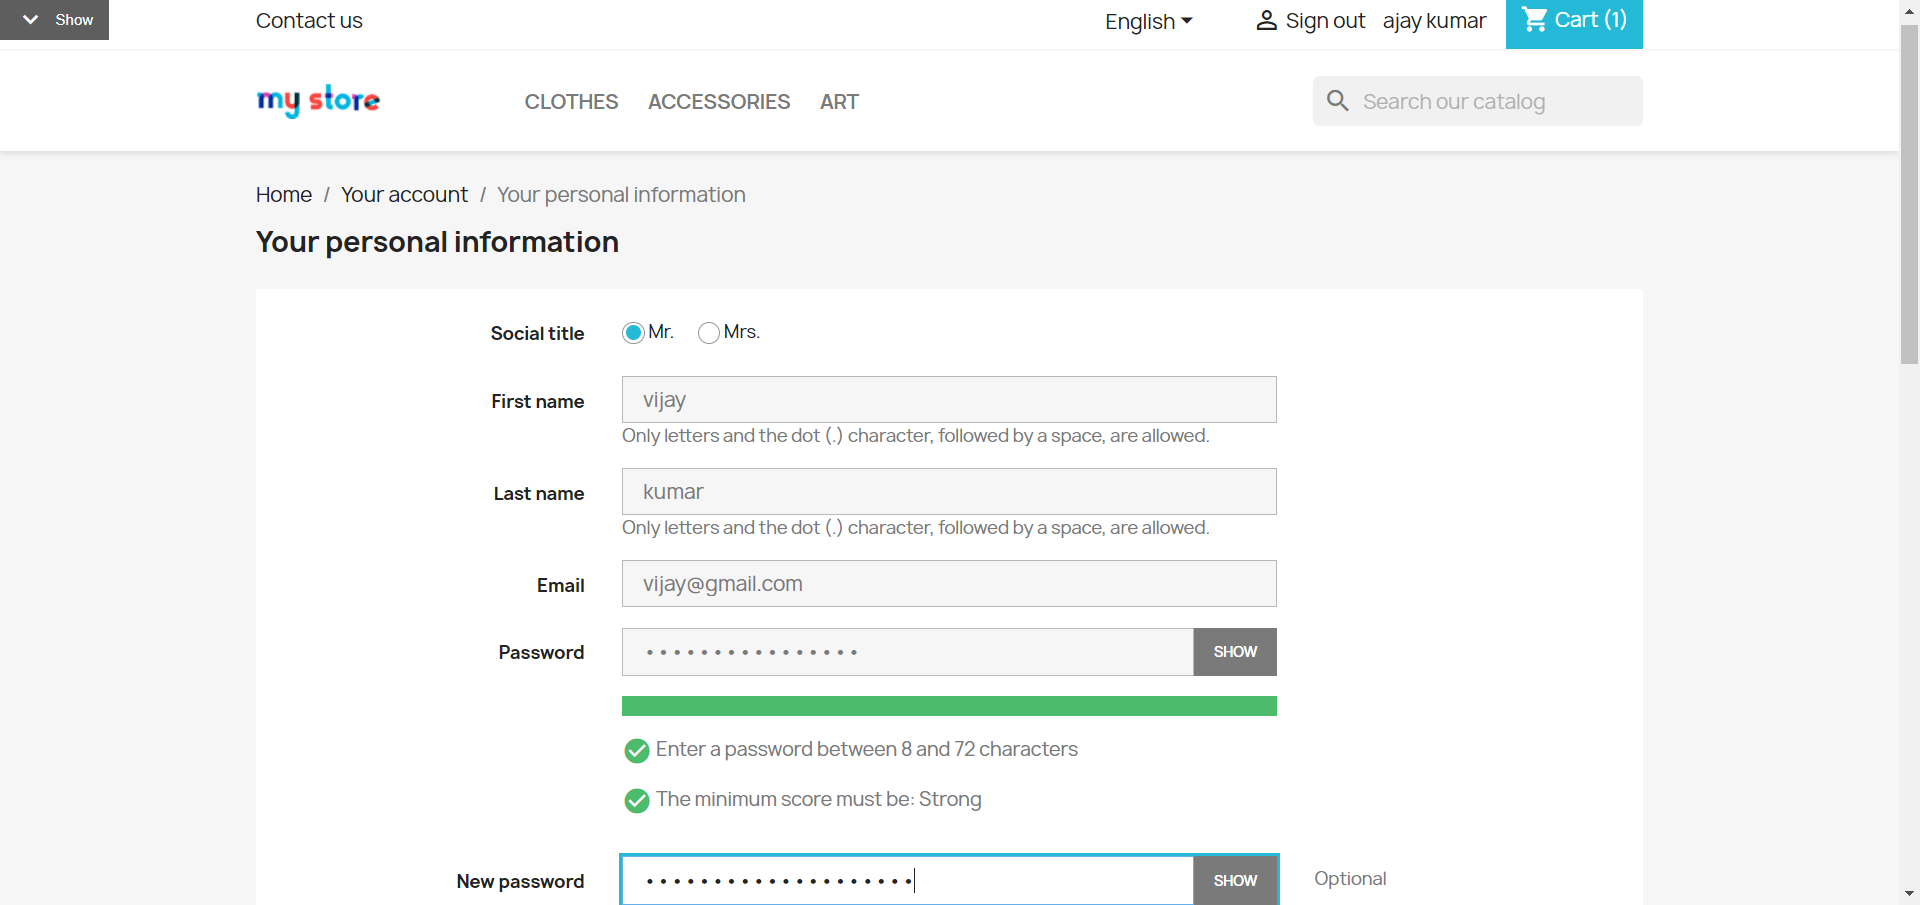 Show
Contact us
English
Sign out
ajay kumar
Cart (1)
my store
CLOTHES
ACCESSORIES
ART
Search our catalog
Home / Your account / Your personal information
Your personal information
Social title
Mr.
Mrs.
First name
vijay
Only letters and the dot (.) character, followed by a space, are allowed.
Last name
kumar
Only letters and the dot (.) character, followed by a space, are allowed.
Email
vijay@gmail.com
Password
••••••••••••••••
SHOW
Enter a password between 8 and 72 characters
The minimum score must be: Strong
New password
••••••••••••••••••••
SHOW
Optional